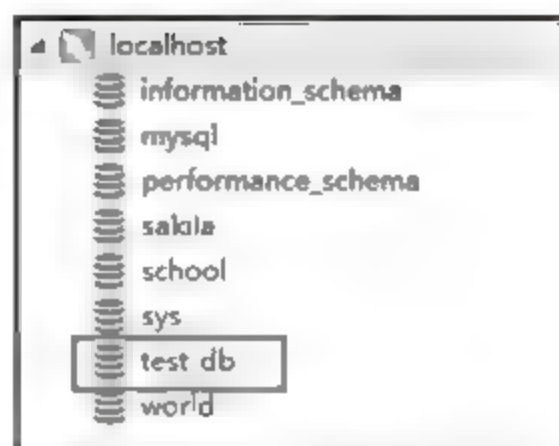 localhost
information_schema
mysql
performance_schema
sakila
school
sys
test db
world